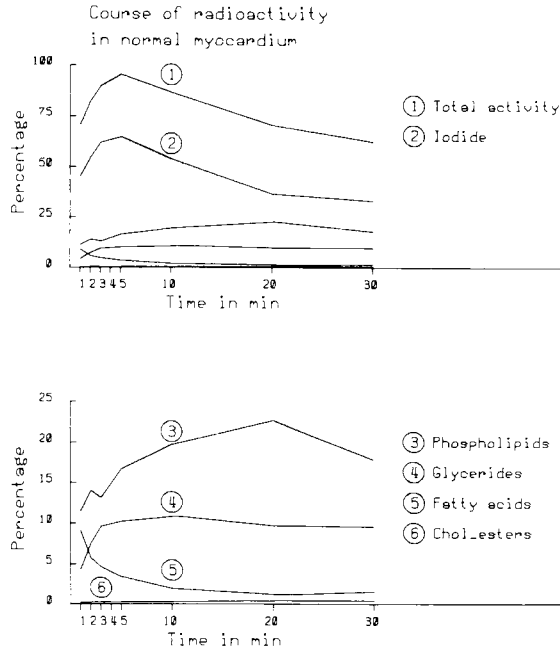 Course of radioactivity
in normal myocardium
100
75
50
25
0
Percentage
1
2
1 Total activity
2 Iodide
1 2 3 4 5 10 20 30
Time in min
25
20
15
10
5
0
Percentage
3
4
5
6
3 Phospholipids
4 Glycerides
5 Fatty acids
6 Chol_esters
1 2 3 4 5 10 20 30
Time in min